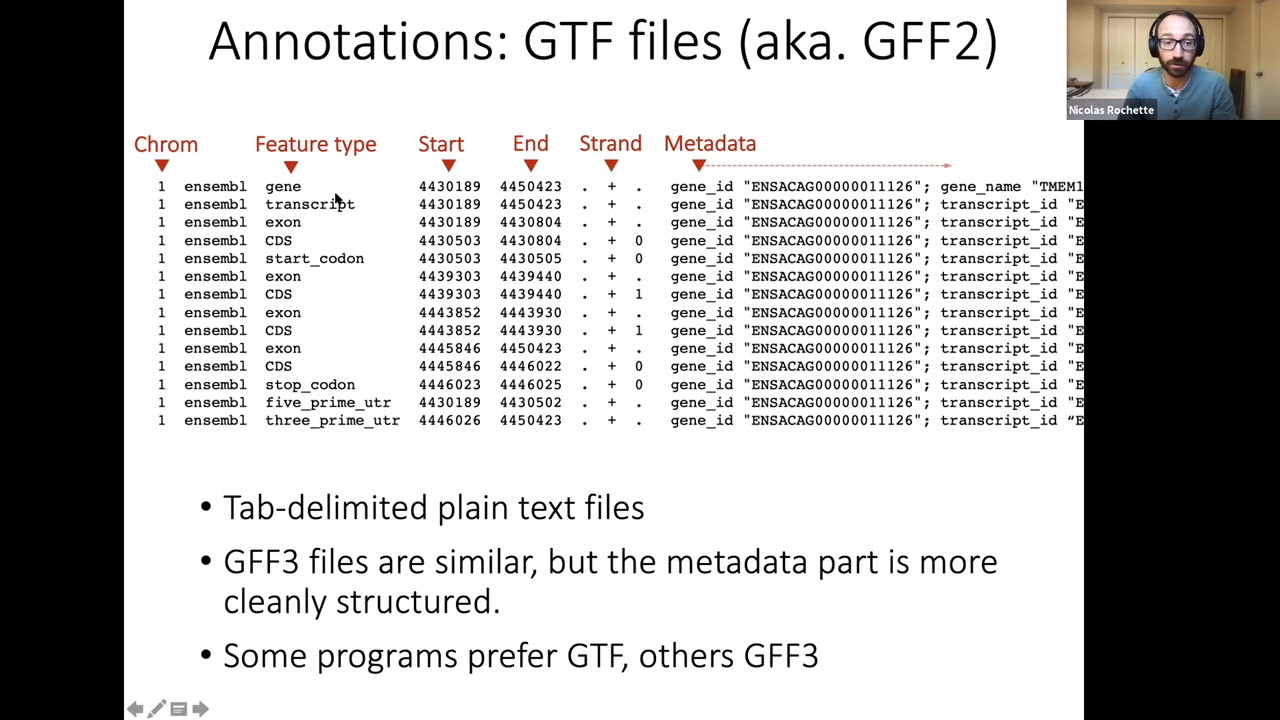 Annotations: GTF files (aka. GFF2)
Nicolas Rochette
Chrom Feature type Start End Strand Metadata
1 ensembl gene 4430189 4450423 . + . gene_id "ENSACAG00000011126"; gene_name "TMEM1
1 ensembl transcript 4430189 4450423 . + . gene_id "ENSACAG00000011126"; transcript_id "E
1 ensembl exon 4430189 4430804 . + . gene_id "ENSACAG00000011126"; transcript_id "E
1 ensembl CDS 4430503 4430804 . + 0 gene_id "ENSACAG00000011126"; transcript_id "E
1 ensembl start_codon 4430503 4430505 . + 0 gene_id "ENSACAG00000011126"; transcript_id "E
1 ensembl exon 4439303 4439440 . + . gene_id "ENSACAG00000011126"; transcript_id "E
1 ensembl CDS 4439303 4439440 . + 1 gene_id "ENSACAG00000011126"; transcript_id "E
1 ensembl exon 4443852 4443930 . + . gene_id "ENSACAG00000011126"; transcript_id "E
1 ensembl CDS 4443852 4443930 . + 1 gene_id "ENSACAG00000011126"; transcript_id "E
1 ensembl exon 4445846 4450423 . + . gene_id "ENSACAG00000011126"; transcript_id "E
1 ensembl CDS 4445846 4446022 . + 0 gene_id "ENSACAG00000011126"; transcript_id "E
1 ensembl stop_codon 4446023 4446025 . + 0 gene_id "ENSACAG00000011126"; transcript_id "E
1 ensembl five_prime_utr 4430189 4430502 . + . gene_id "ENSACAG00000011126"; transcript_id "E
1 ensembl three_prime_utr 4446026 4450423 . + . gene_id "ENSACAG00000011126"; transcript_id “E
• Tab-delimited plain text files
• GFF3 files are similar, but the metadata part is more
cleanly structured.
• Some programs prefer GTF, others GFF3